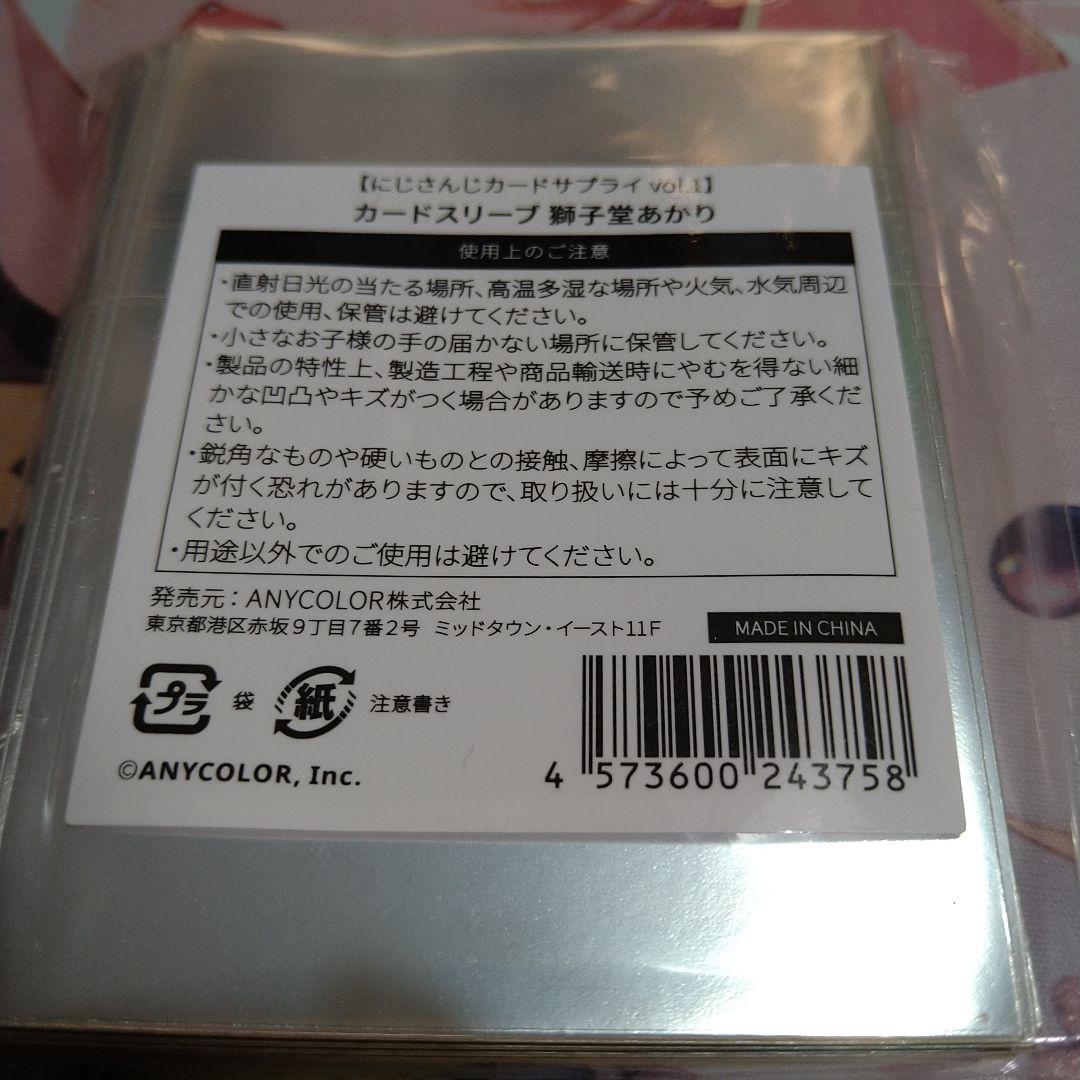 【にじさんじカードサプライ vol.1】
カードスリーブ 獅子堂あかり
使用上のご注意
・直射日光の当たる場所、高温多湿な場所や火気、水気周辺
での使用、保管は避けてください。
・小さなお子様の手の届かない場所に保管してください。
・製品の特性上、製造工程や商品輸送時にやむを得ない細
かな凹凸やキズがつく場合がありますので予めご了承くだ
さい。
・鋭角なものや硬いものとの接触、摩擦によって表面にキズ
が付く恐れがありますので、取り扱いには十分に注意して
ください。
・用途以外でのご使用は避けてください。
発売元：ANYCOLOR株式会社
東京都港区赤坂9丁目7番2号 ミッドタウン・イースト11F
MADE IN CHINA
プラ 袋 紙 注意書き
©ANYCOLOR, Inc.
4 573600 243758